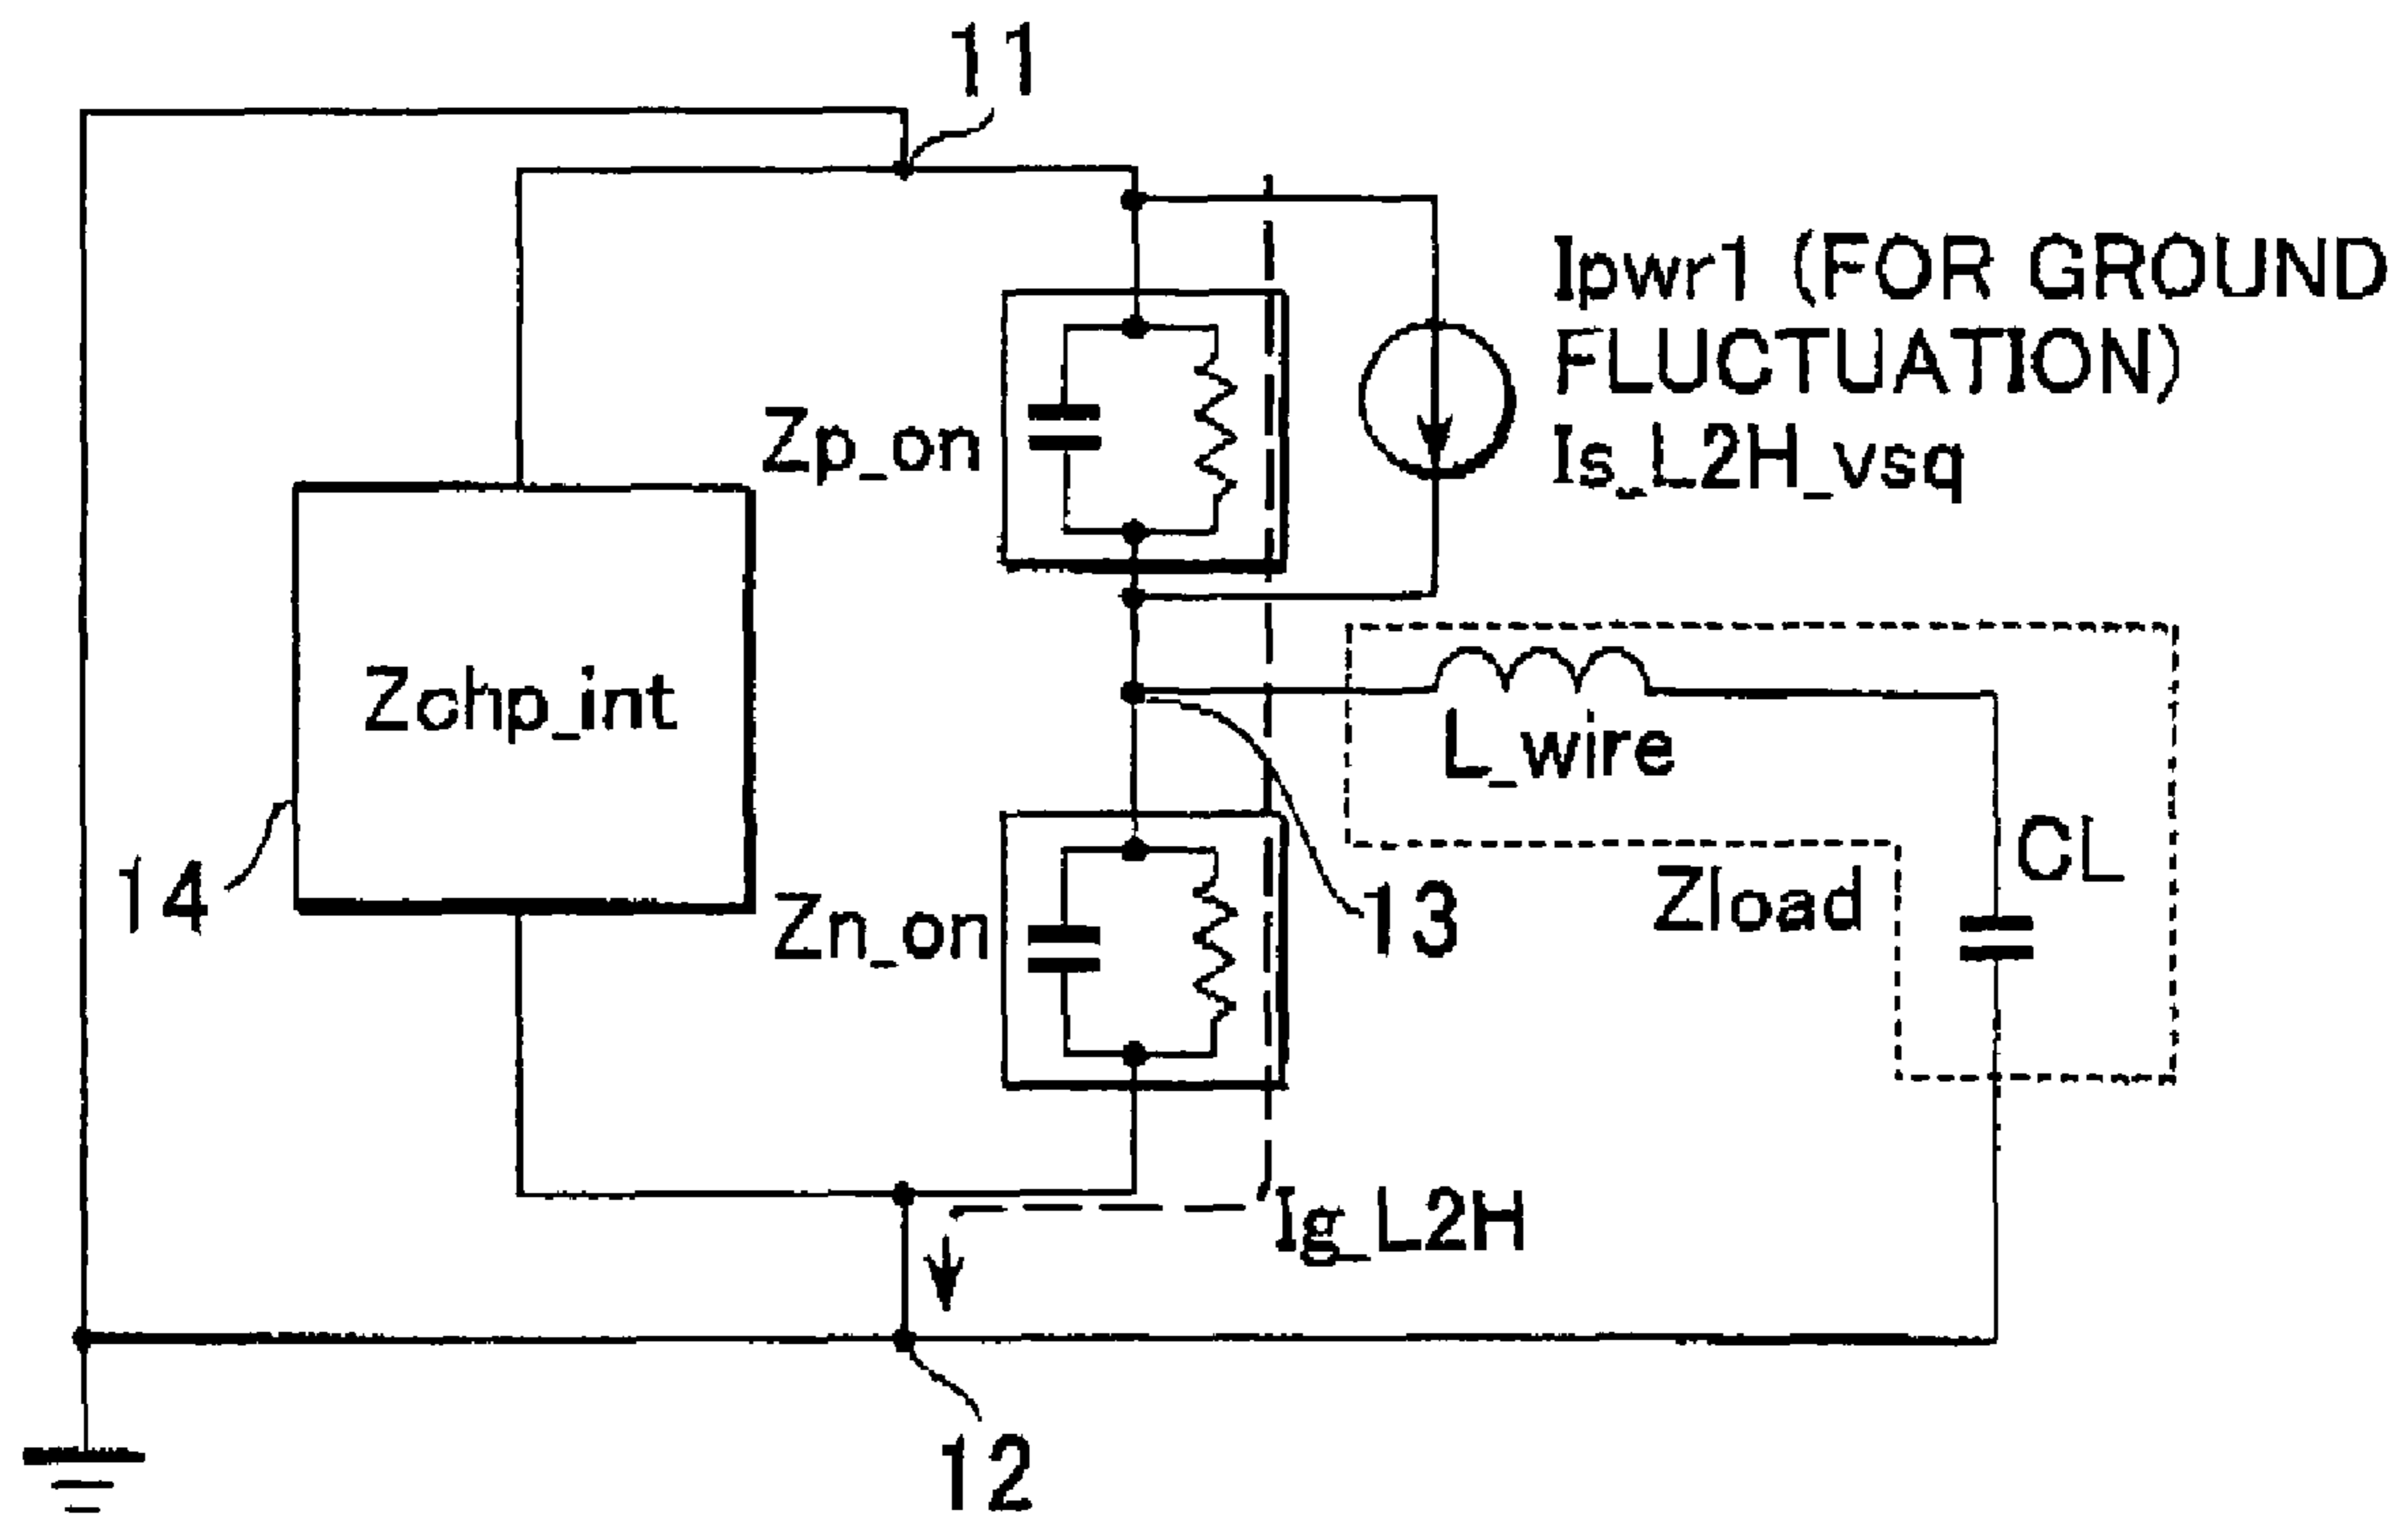 11
Ipwr1 (FOR GROUND
FLUCTUATION)
Is_L2H_vsq
Zp_on
Zchp_int
L_wire
CL
14
Zn_on
13
Zload
Ig_L2H
12